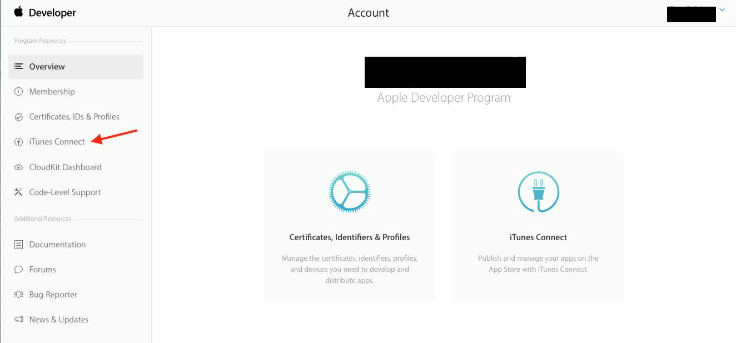 Developer
Account
Program Resources
Overview
Membership
Certificates, IDs & Profiles
iTunes Connect
CloudKit Dashboard
Code-Level Support
Additional Resources
Documentation
Forums
Bug Reporter
News & Updates
Apple Developer Program
Certificates, Identifiers & Profiles
Manage the certificates, identifiers, profiles,
and devices you need to develop and
distribute apps.
iTunes Connect
Publish and manage your apps on the
App Store with iTunes Connect.